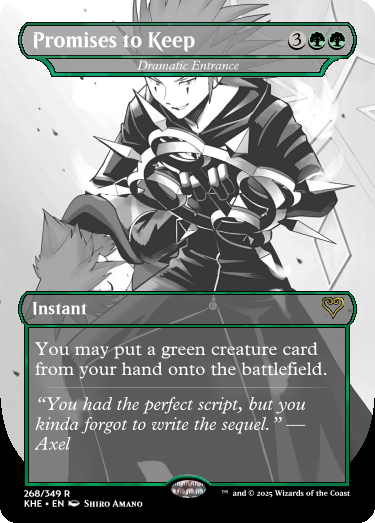 Promises to Keep 3
Dramatic Entrance
Instant
You may put a green creature card
from your hand onto the battlefield.
“You had the perfect script, but you
kinda forgot to write the sequel.” —
Axel
268/349 R
KHE • EN Shiro Amano
™ and © 2025 Wizards of the Coast